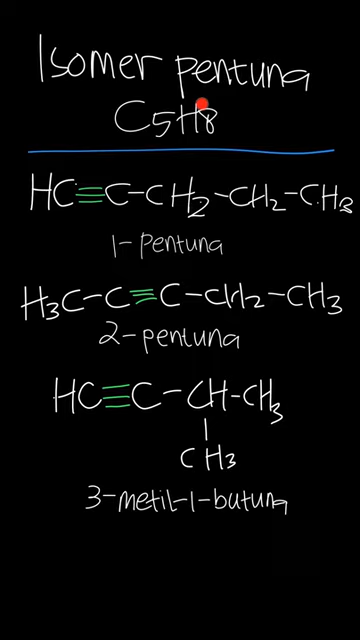 Isomer pentuna
C5H8
HC≡C-CH2-CH2-CH3
1-pentuna
H3C-C≡C-CH2-CH3
2-pentuna
HC≡C-CH-CH3
CH3
3-metil-1-butuna